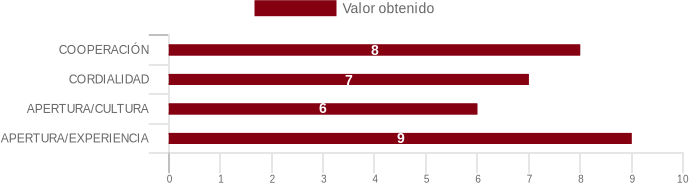 Valor obtenido
COOPERACIÓN 8
CORDIALIDAD 7
APERTURA/CULTURA 6
APERTURA/EXPERIENCIA 9
0 1 2 3 4 5 6 7 8 9 10